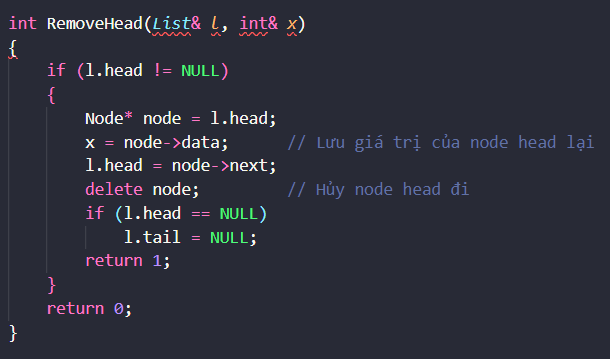 int RemoveHead(List& l, int& x)
{
    if (l.head != NULL)
    {
        Node* node = l.head;
        x = node->data;      // Lưu giá trị của node head lại
        l.head = node->next;
        delete node;         // Hủy node head đi
        if (l.head == NULL)
            l.tail = NULL;
        return 1;
    }
    return 0;
}